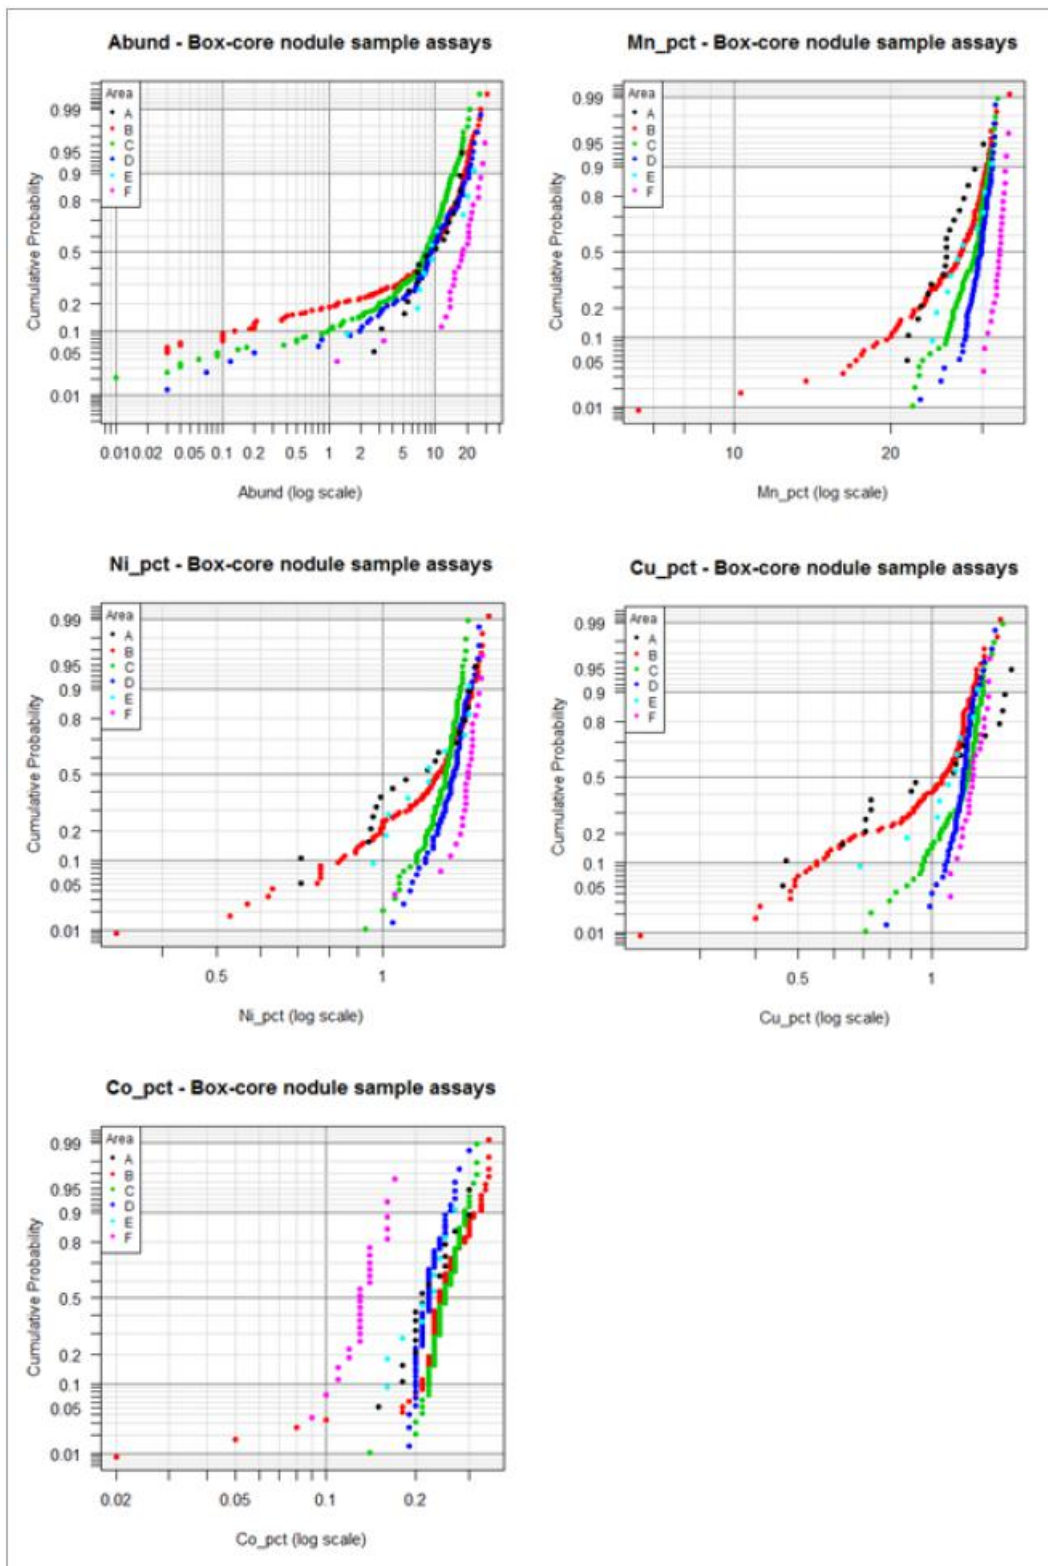 Abund - Box-core nodule sample assays
Cumulative Probability
0.99
0.95
0.9
0.8
0.5
0.2
0.1
0.05
0.01
Area
A
B
C
D
E
F
0.01 0.02 0.05 0.1 0.2 0.5 1 2 5 10 20
Abund (log scale)
Mn_pct - Box-core nodule sample assays
Cumulative Probability
0.99
0.95
0.9
0.8
0.5
0.2
0.1
0.05
0.01
Area
A
B
C
D
E
F
10 20
Mn_pct (log scale)
Ni_pct - Box-core nodule sample assays
Cumulative Probability
0.99
0.95
0.9
0.8
0.5
0.2
0.1
0.05
0.01
Area
A
B
C
D
E
F
0.5 1
Ni_pct (log scale)
Cu_pct - Box-core nodule sample assays
Cumulative Probability
0.99
0.95
0.9
0.8
0.5
0.2
0.1
0.05
0.01
Area
A
B
C
D
E
F
0.5 1
Cu_pct (log scale)
Co_pct - Box-core nodule sample assays
Cumulative Probability
0.99
0.95
0.9
0.8
0.5
0.2
0.1
0.05
0.01
Area
A
B
C
D
E
F
0.02 0.05 0.1 0.2
Co_pct (log scale)